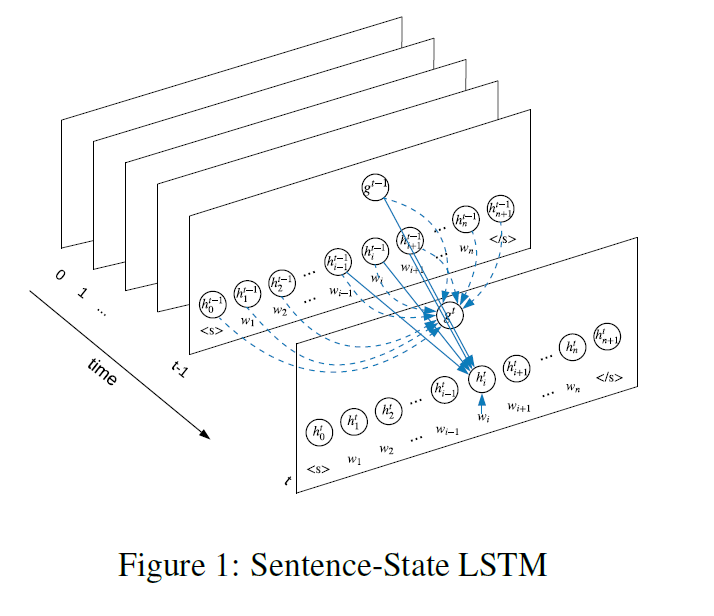 g^{t-1}
h_0^{t-1} h_1^{t-1} h_2^{t-1} ... h_{i-1}^{t-1} h_i^{t-1} h_{i+1}^{t-1} ... h_n^{t-1} h_{n+1}^{t-1}
<s> w_1 w_2 ... w_{i-1} w_i w_{i+1} ... w_n </s>
g^t
0 1 ... t-1 t
time
h_0^t h_1^t h_2^t ... h_{i-1}^t h_i^t h_{i+1}^t ... h_n^t h_{n+1}^t
<s> w_1 w_2 ... w_{i-1} w_i w_{i+1} ... w_n </s>
Figure 1: Sentence-State LSTM